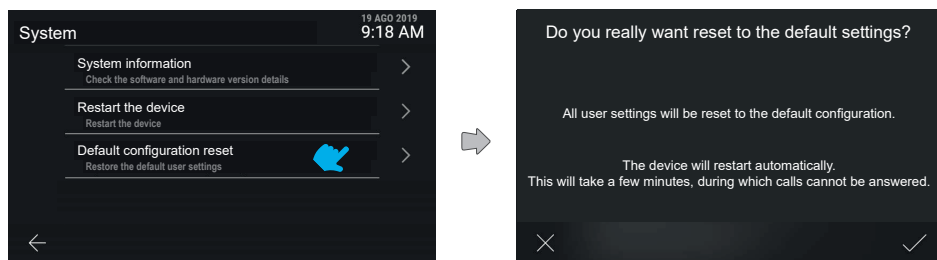 19 AGO 2019
System
9:18 AM
System information
Check the software and hardware version details
Restart the device
Restart the device
Default configuration reset
Restore the default user settings
Do you really want reset to the default settings?
All user settings will be reset to the default configuration.
The device will restart automatically.
This will take a few minutes, during which calls cannot be answered.